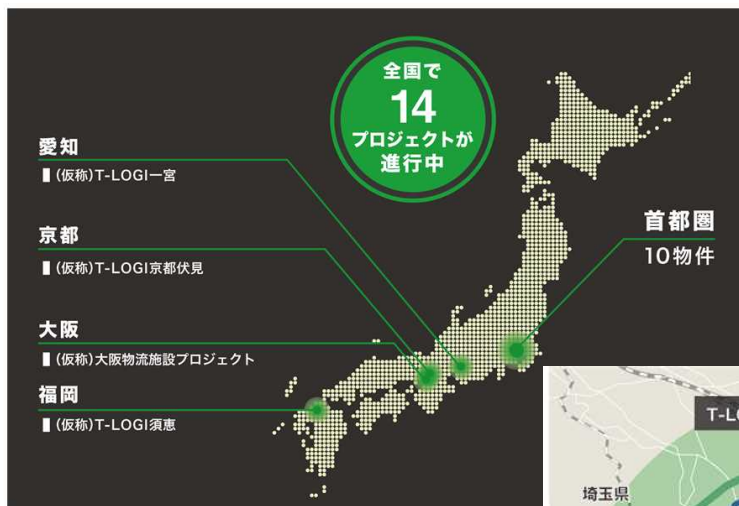 全国で
14
プロジェクトが
進行中
愛知
(仮称)T-LOGI一宮
京都
(仮称)T-LOGI京都伏見
大阪
(仮称)大阪物流施設プロジェクト
福岡
(仮称)T-LOGI須恵
首都圏
10物件
T-LO
埼玉県